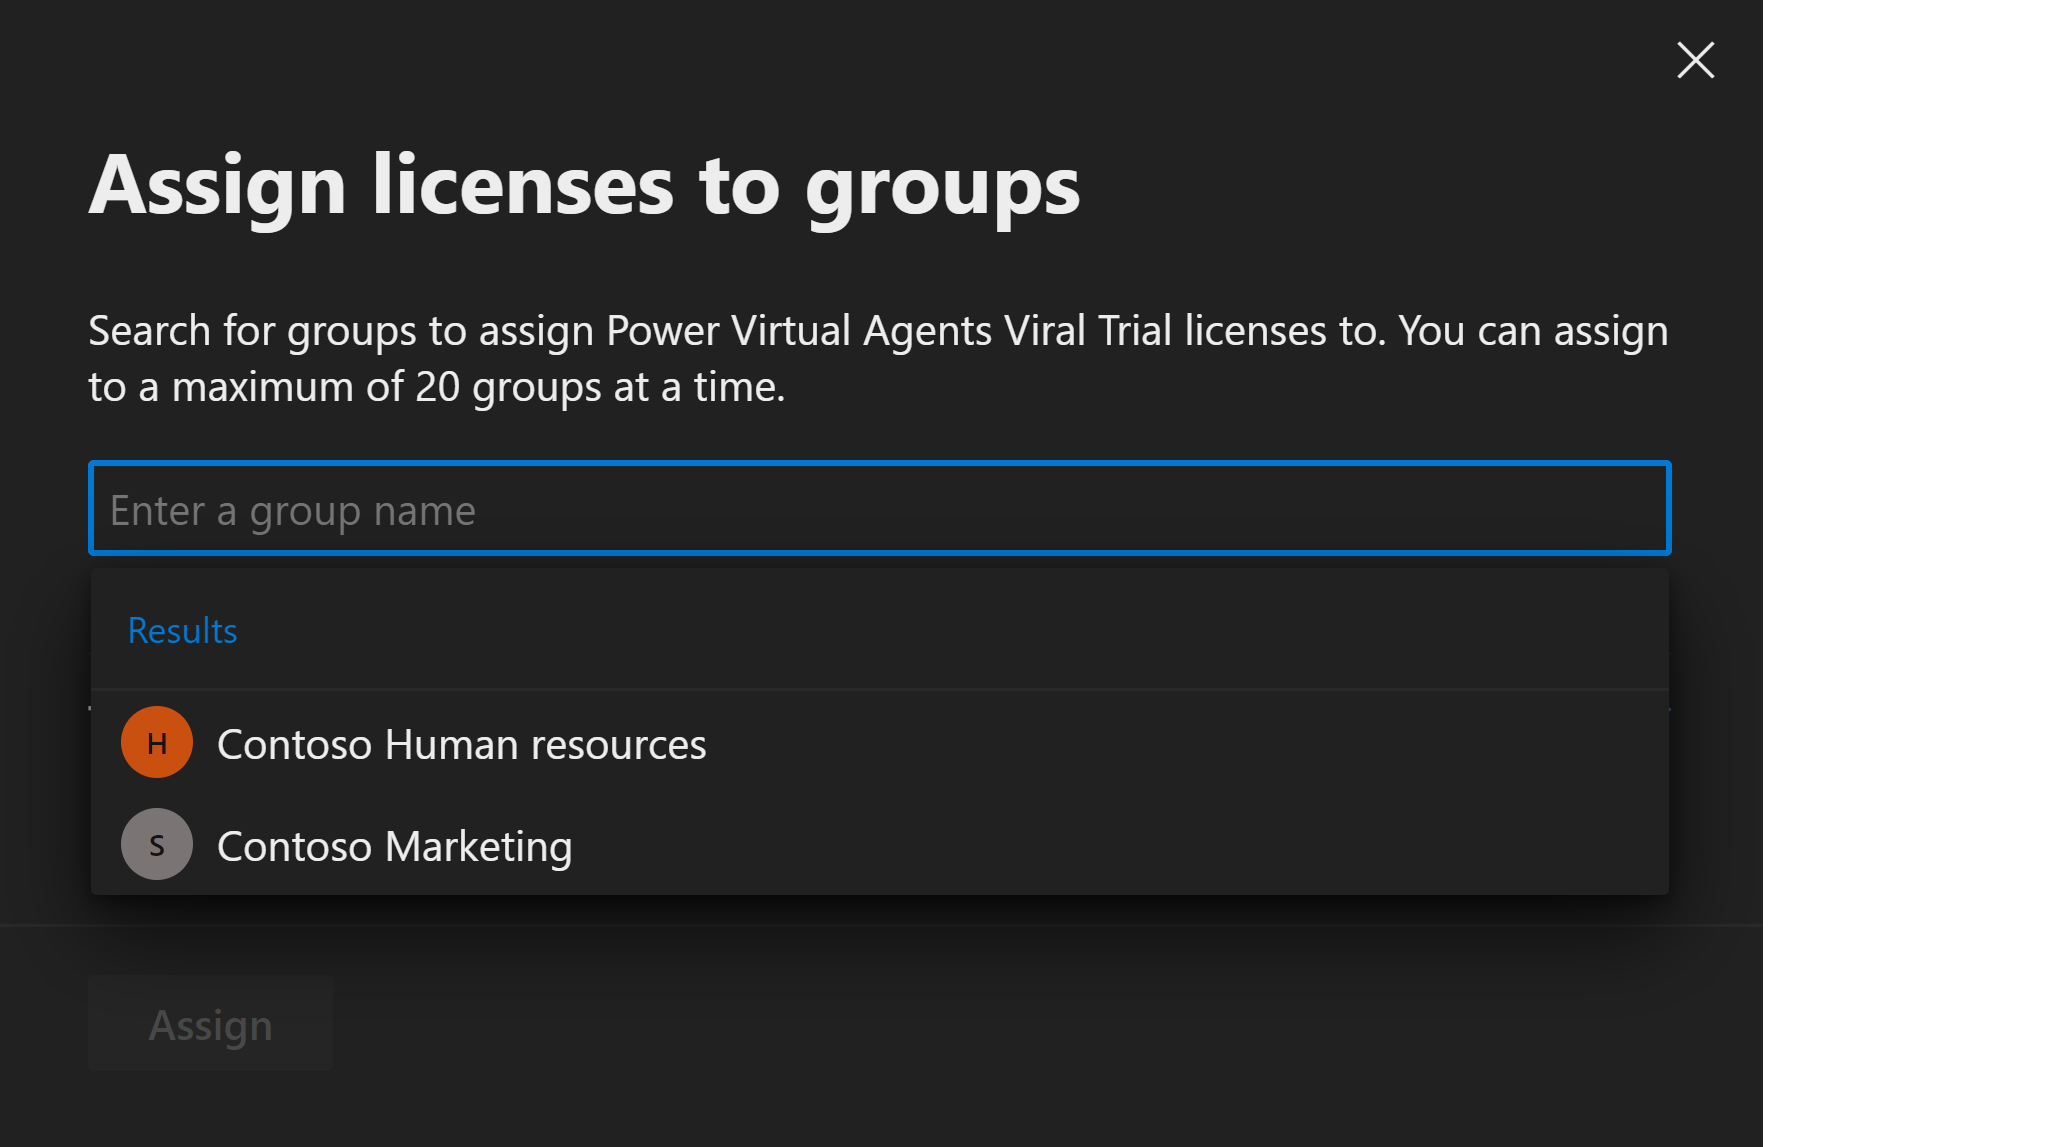 Assign licenses to groups
Search for groups to assign Power Virtual Agents Viral Trial licenses to. You can assign
to a maximum of 20 groups at a time.
Enter a group name
Results
H Contoso Human resources
S Contoso Marketing
Assign